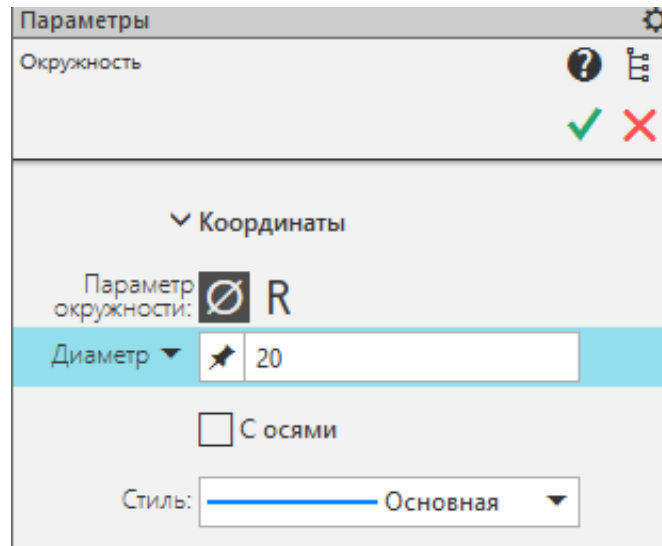 Параметры
Окружность
Координаты
Параметр
окружности: Ø R
Диаметр 20
С осями
Стиль: Основная